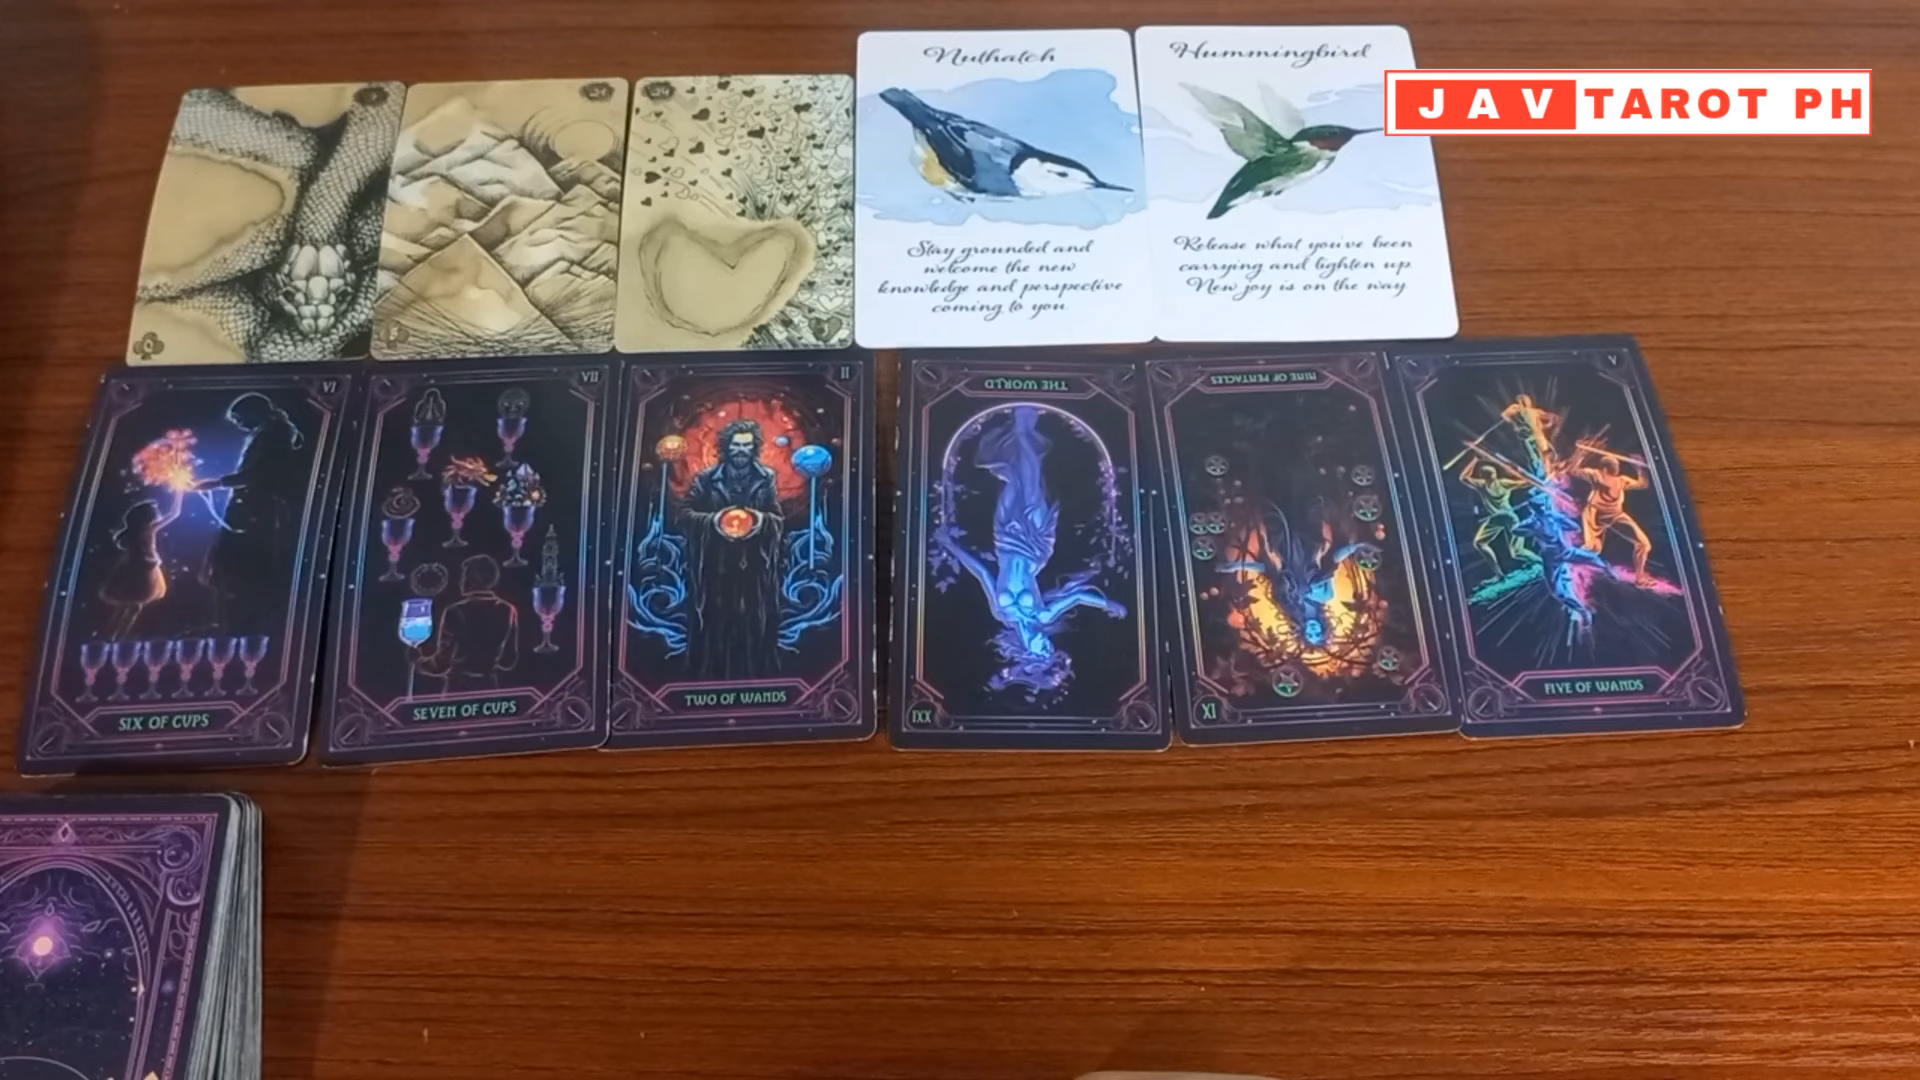 Nuthatch
Stay grounded and
welcome the new
knowledge and perspective
coming to you.
Hummingbird
Release what you've been
carrying and lighten up
New joy is on the way
JAV TAROT PH
VI
SIX OF CUPS
VII
SEVEN OF CUPS
II
TWO OF WANDS
THE WORLD
XXI
NINE OF PENTACLES
IX
V
FIVE OF WANDS